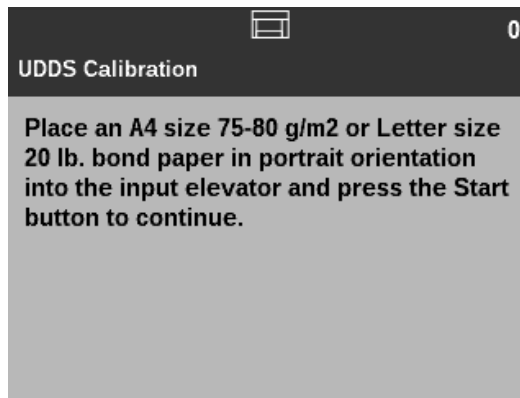 0
UDDS Calibration
Place an A4 size 75-80 g/m2 or Letter size
20 lb. bond paper in portrait orientation
into the input elevator and press the Start
button to continue.